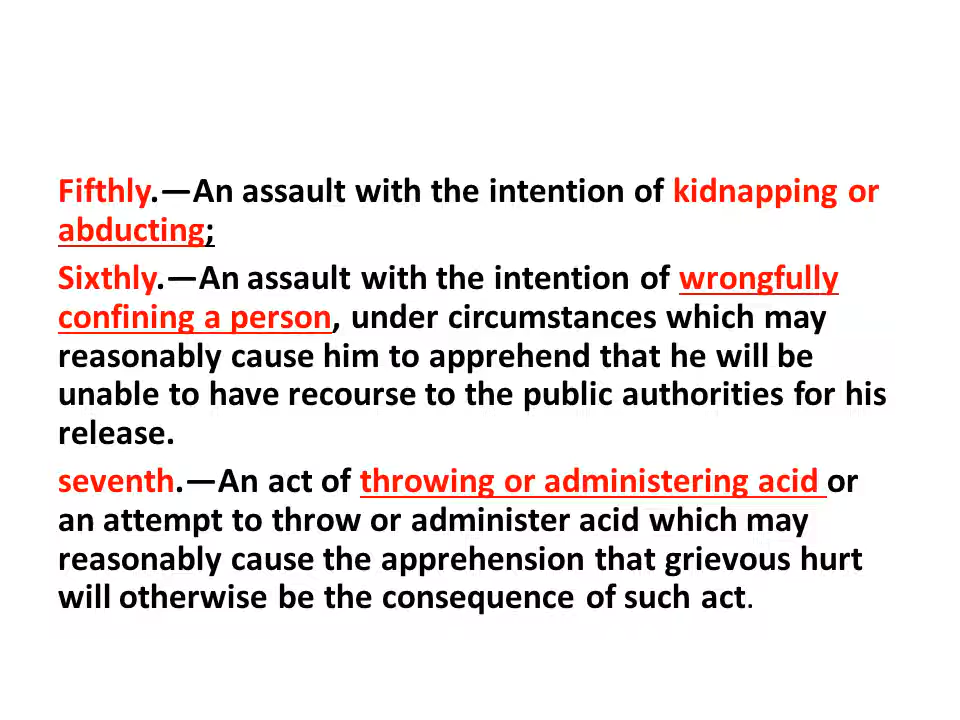 Fifthly.—An assault with the intention of kidnapping or
abducting;
Sixthly.—An assault with the intention of wrongfully
confining a person, under circumstances which may
reasonably cause him to apprehend that he will be
unable to have recourse to the public authorities for his
release.
seventh.—An act of throwing or administering acid or
an attempt to throw or administer acid which may
reasonably cause the apprehension that grievous hurt
will otherwise be the consequence of such act.